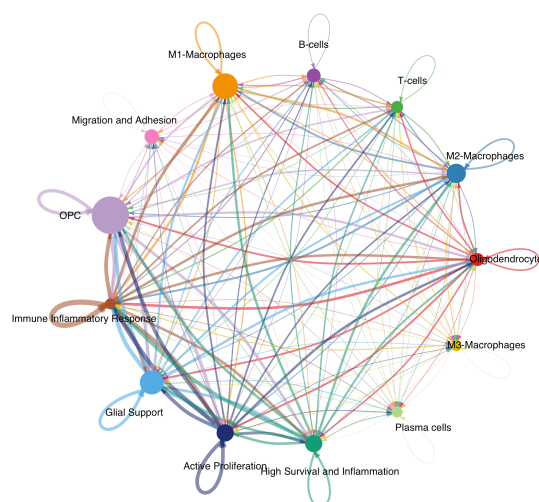 B-cells
M1-Macrophages
T-cells
Migration and Adhesion
M2-Macrophages
OPC
Oligodendrocyte
Immune Inflammatory Response
M3-Macrophages
Glial Support
Plasma cells
Active Proliferation
High Survival and Inflammation